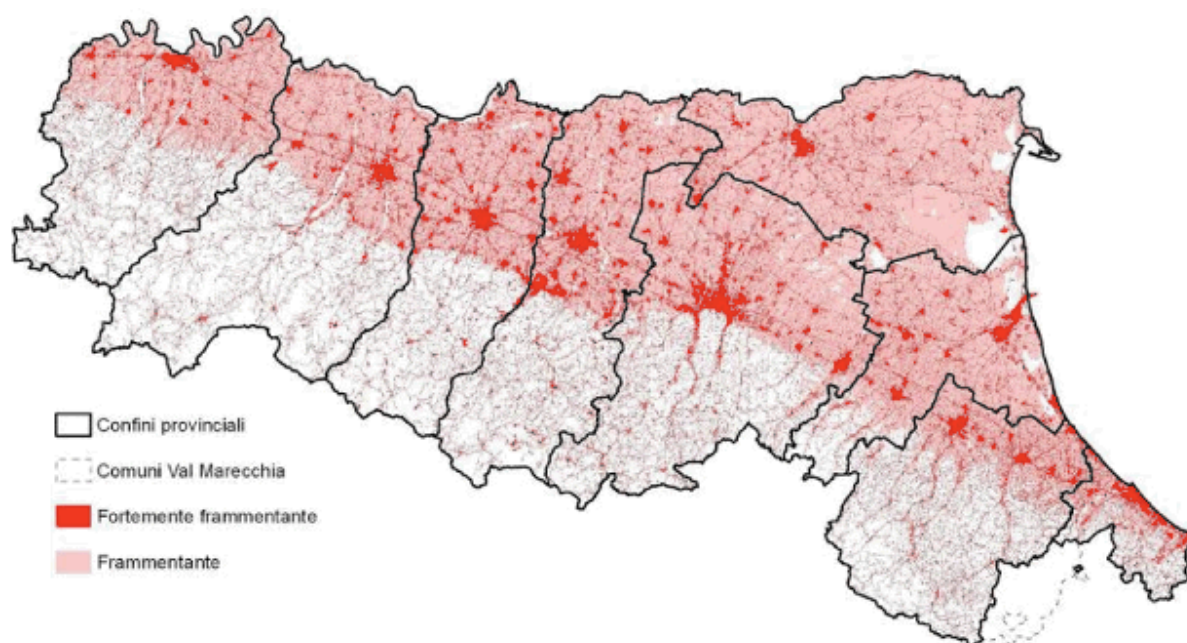 Confini provinciali
Comuni Val Marecchia
Fortemente frammentante
Frammentante